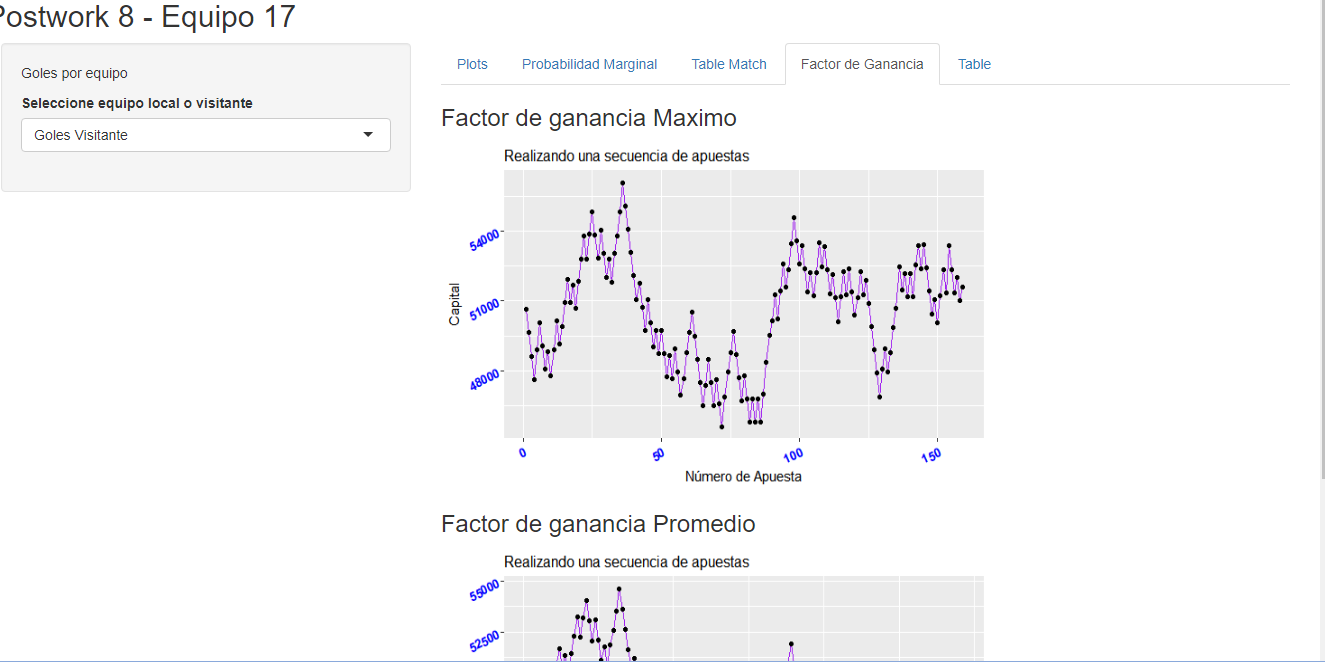 Postwork 8 - Equipo 17
Goles por equipo
Seleccione equipo local o visitante
Goles Visitante
Plots
Probabilidad Marginal
Table Match
Factor de Ganancia
Table
Factor de ganancia Maximo
Realizando una secuencia de apuestas
54000
51000
48000
Capital
0
50
100
150
Número de Apuesta
Factor de ganancia Promedio
Realizando una secuencia de apuestas
55000
52500